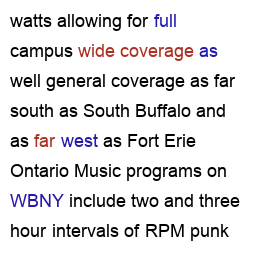 watts allowing for full
campus wide coverage as
well general coverage as far
south as South Buffalo and
as far west as Fort Erie
Ontario Music programs on
WBNY include two and three
hour intervals of RPM punk